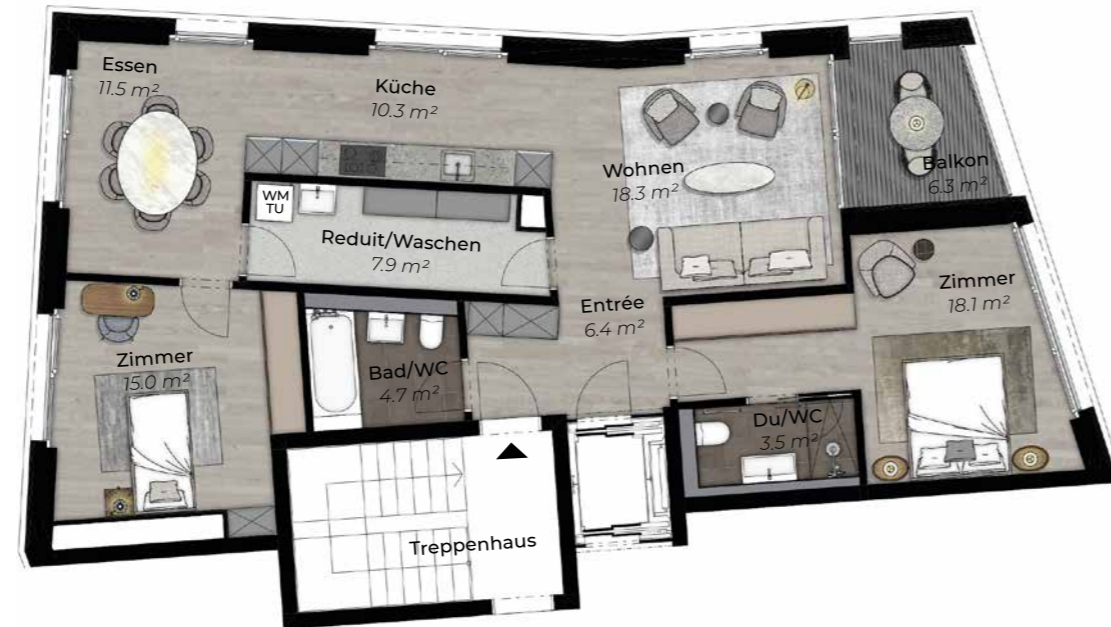 Essen
11.5 m²
Küche
10.3 m²
Wohnen
18.3 m²
Balkon
6.3 m²
WM
TU
Reduit/Waschen
7.9 m²
Entrée
6.4 m²
Zimmer
18.1 m²
Zimmer
15.0 m²
Bad/WC
4.7 m²
Du/WC
3.5 m²
Treppenhaus